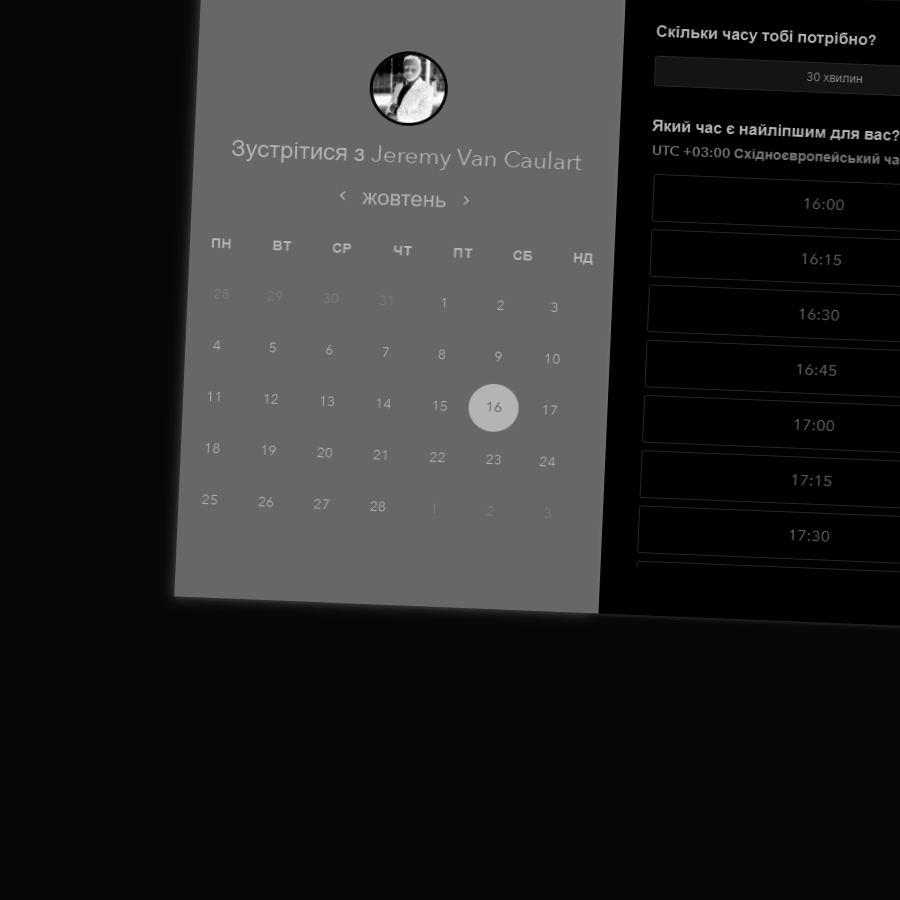 Зустрітися з Jeremy Van Caulart
жовтень
ПН ВТ СР ЧТ ПТ СБ НД
28 29 30 31 1 2 3
4 5 6 7 8 9 10
11 12 13 14 15 16 17
18 19 20 21 22 23 24
25 26 27 28 1 2 3
Скільки часу тобі потрібно?
30 хвилин
Який час є найліпшим для вас?
UTC +03:00 Східноєвропейський
16:00
16:15
16:30
16:45
17:00
17:15
17:30